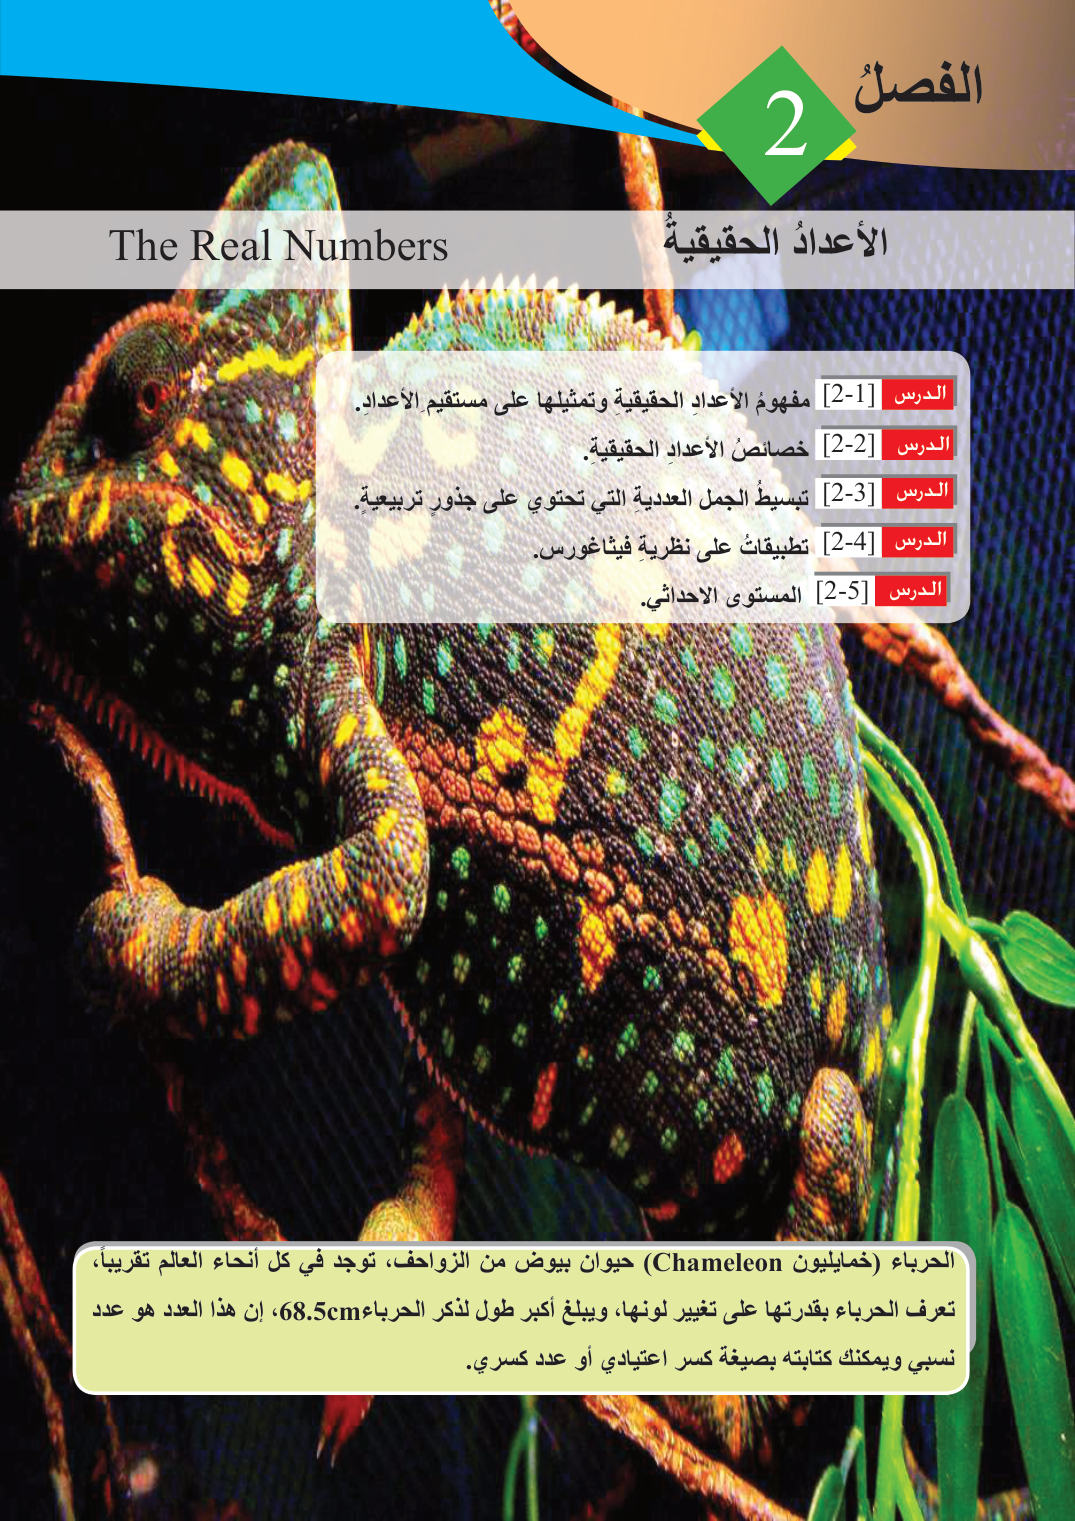 الفصلُ
2
الأعدادُ الحقيقيةُ The Real Numbers
الدرس [2-1] مفهومُ الأعدادِ الحقيقيةِ وتمثيلها على مستقيمِ الأعدادِ.
الدرس [2-2] خصائصُ الأعدادِ الحقيقيةِ.
الدرس [2-3] تبسيطُ الجمل العدديةِ التي تحتوي على جذورٍ تربيعيةٍ.
الدرس [2-4] تطبيقاتُ على نظريةِ فيثاغورس.
الدرس [2-5] المستوى الاحداثي.
الحرباء (خمايليون Chameleon) حيوان بيوض من الزواحف، توجد في كل أنحاء العالم تقريباً،
تعرف الحرباء بقدرتها على تغيير لونها، ويبلغ أكبر طول لذكر الحرباء68.5cm، إن هذا العدد هو عدد
نسبي ويمكنك كتابته بصيغة كسر اعتيادي أو عدد كسري.